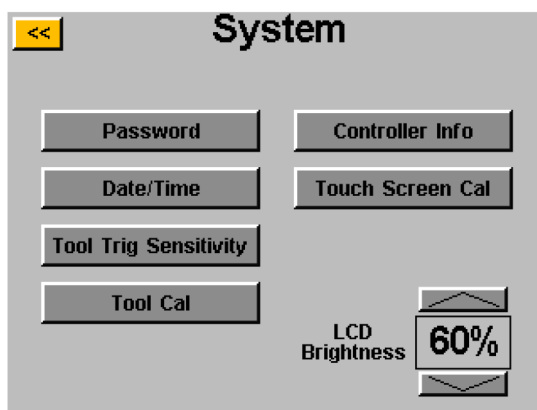 <<
System
Password
Controller Info
Date/Time
Touch Screen Cal
Tool Trig Sensitivity
Tool Cal
LCD
Brightness
60%